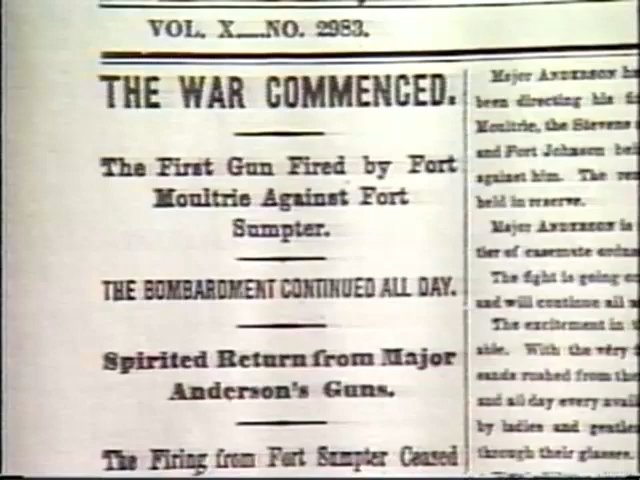 VOL. X.....NO. 2983.
THE WAR COMMENCED.
The First Gun Fired by Fort
Moultrie Against Fort
Sumpter.
THE BOMBARDMENT CONTINUED ALL DAY.
Spirited Return from Major
Anderson's Guns.
The Firing from Fort Sumpter Ceased
Major ANDERSON
been directing his
Moultrie, the Stevens
and Fort Johnson
against him. The
held in reserve.
Major ANDERSON is
tier of casemate
The fight is going
and will continue all
The excitement in
able. With the very
sands rushed from the
and all day every
by ladies and
through their glasses.